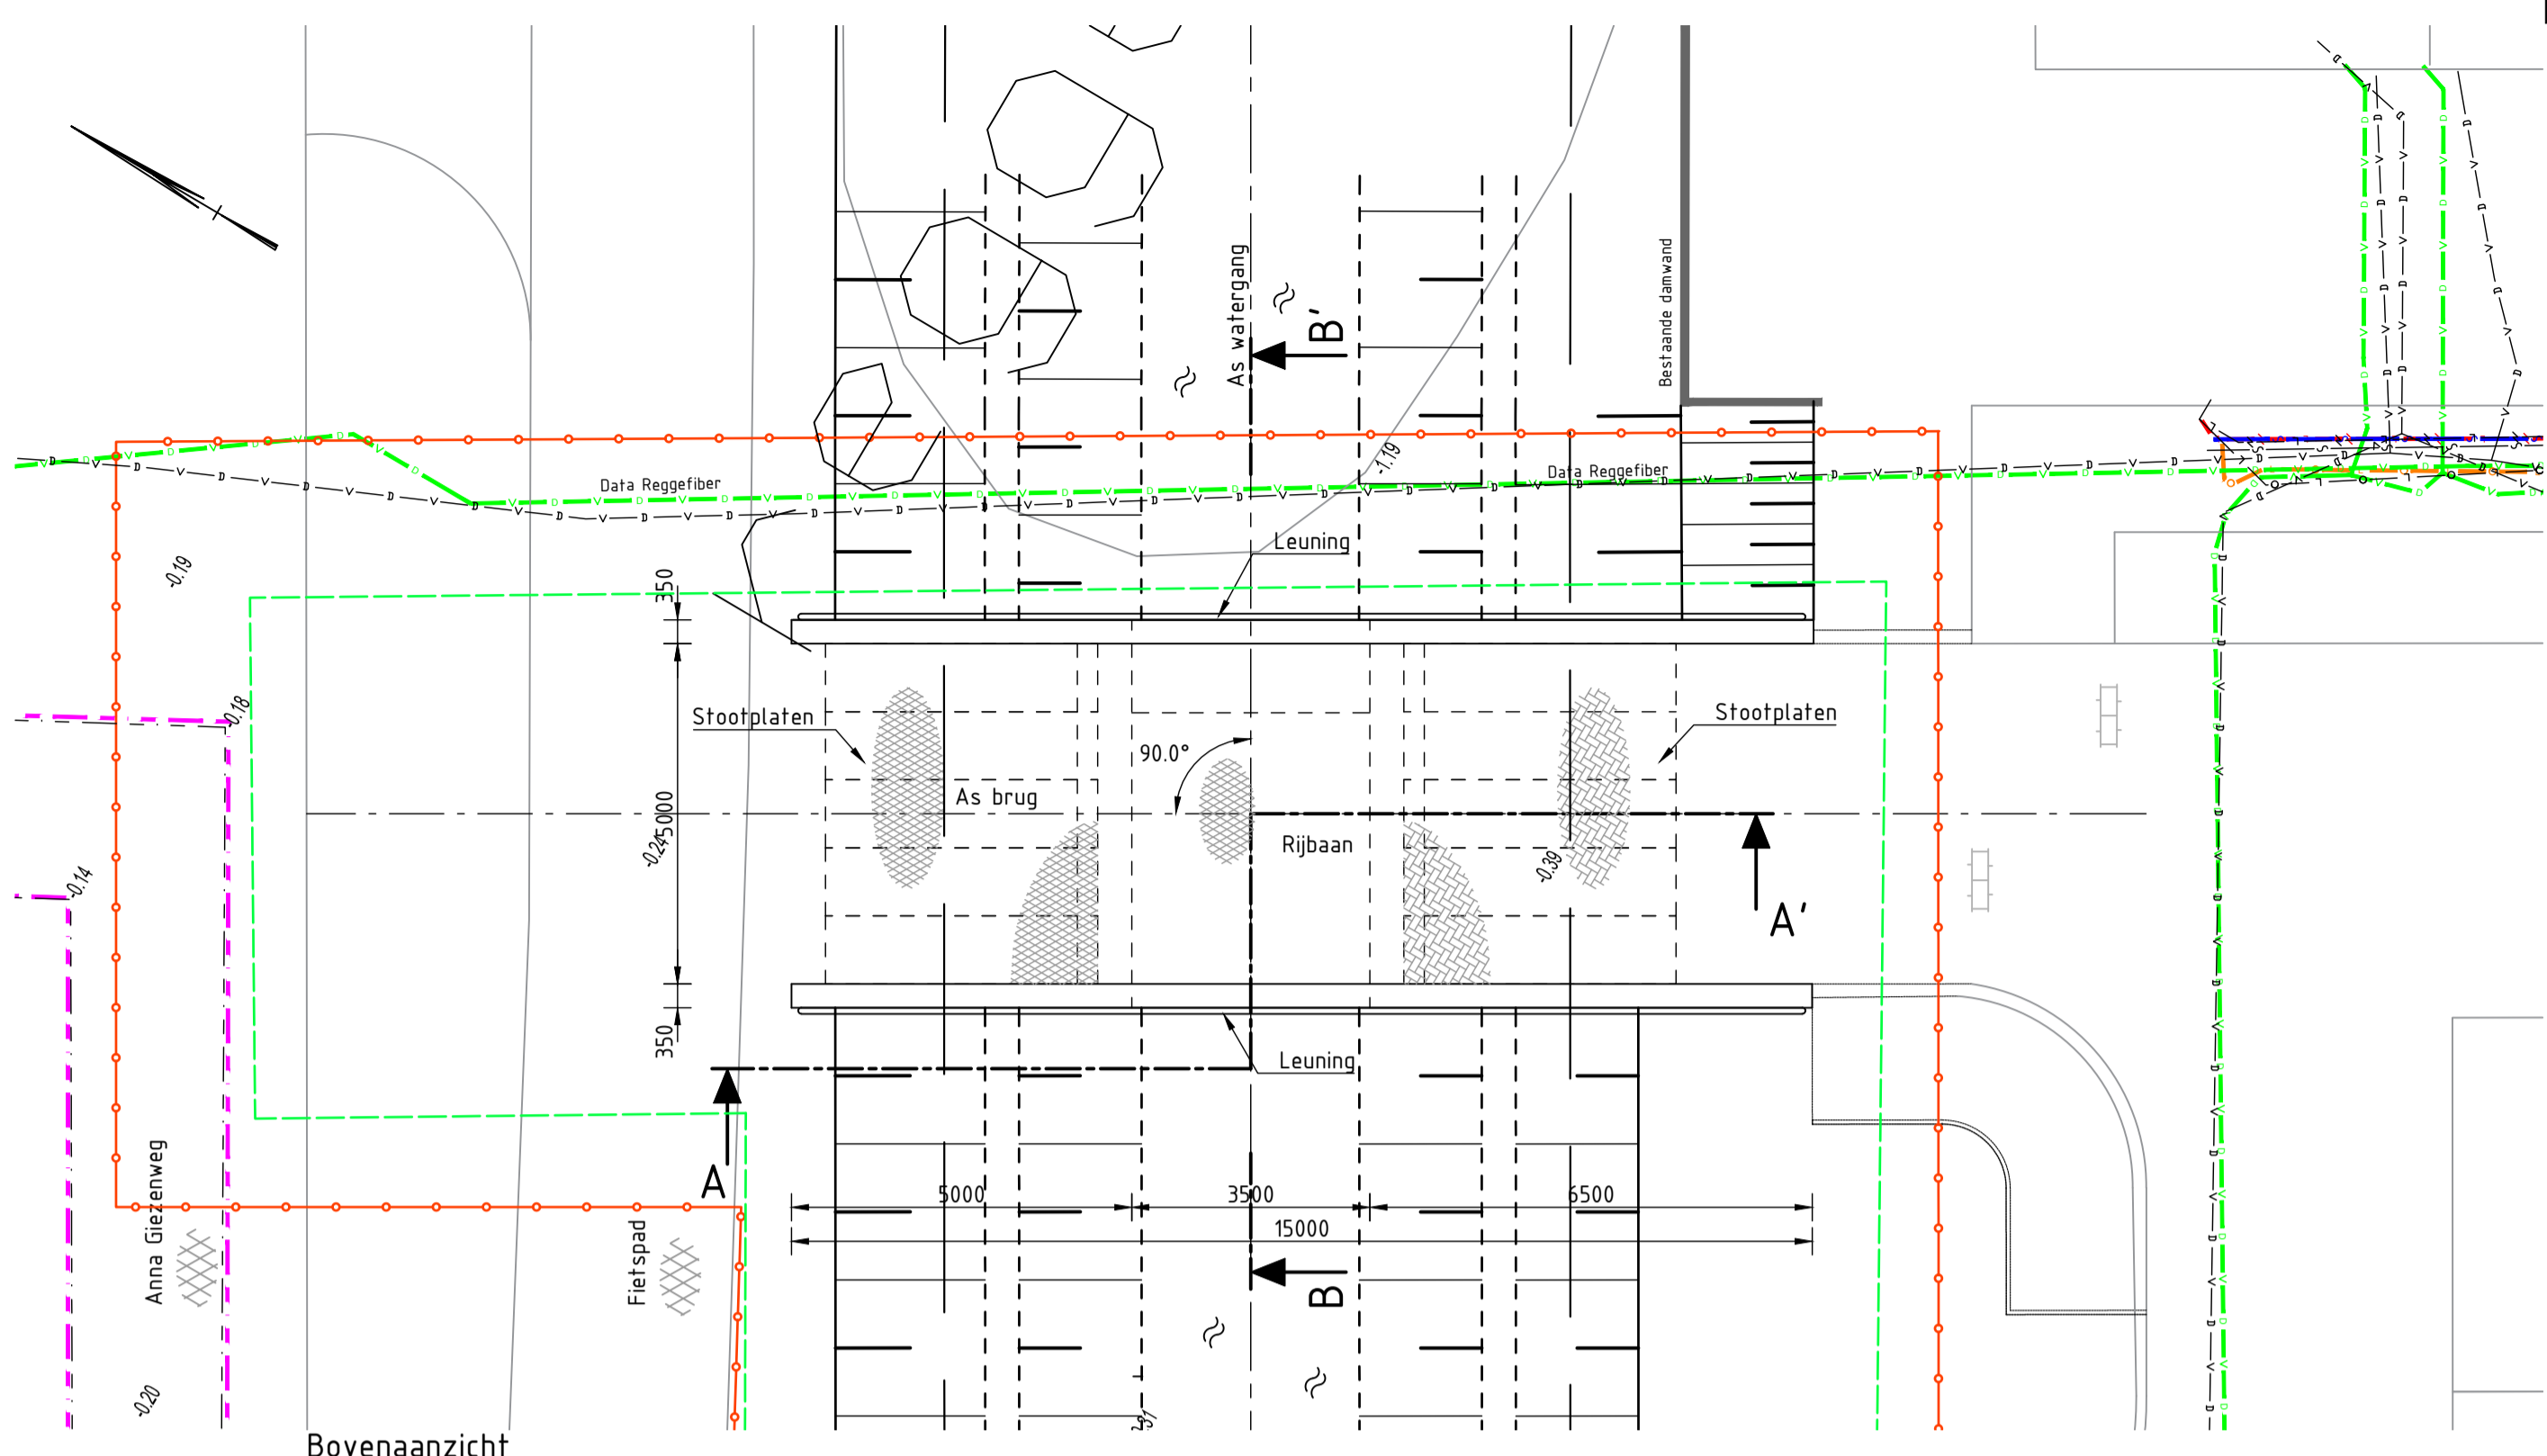 As watergang
B'
Bestaande damwand
-1.19
Data Reggefiber
Data Reggefiber
-0.19
Leuning
350
-0.18
Stootplaten
Stootplaten
90.0°
As brug
5000
-0.24
Rijbaan
-0.39
-0.14
A'
350
Leuning
A
Anna Giezenweg
Fietspad
5000
3500
6500
15000
B
-0.20
Bovenaanzicht